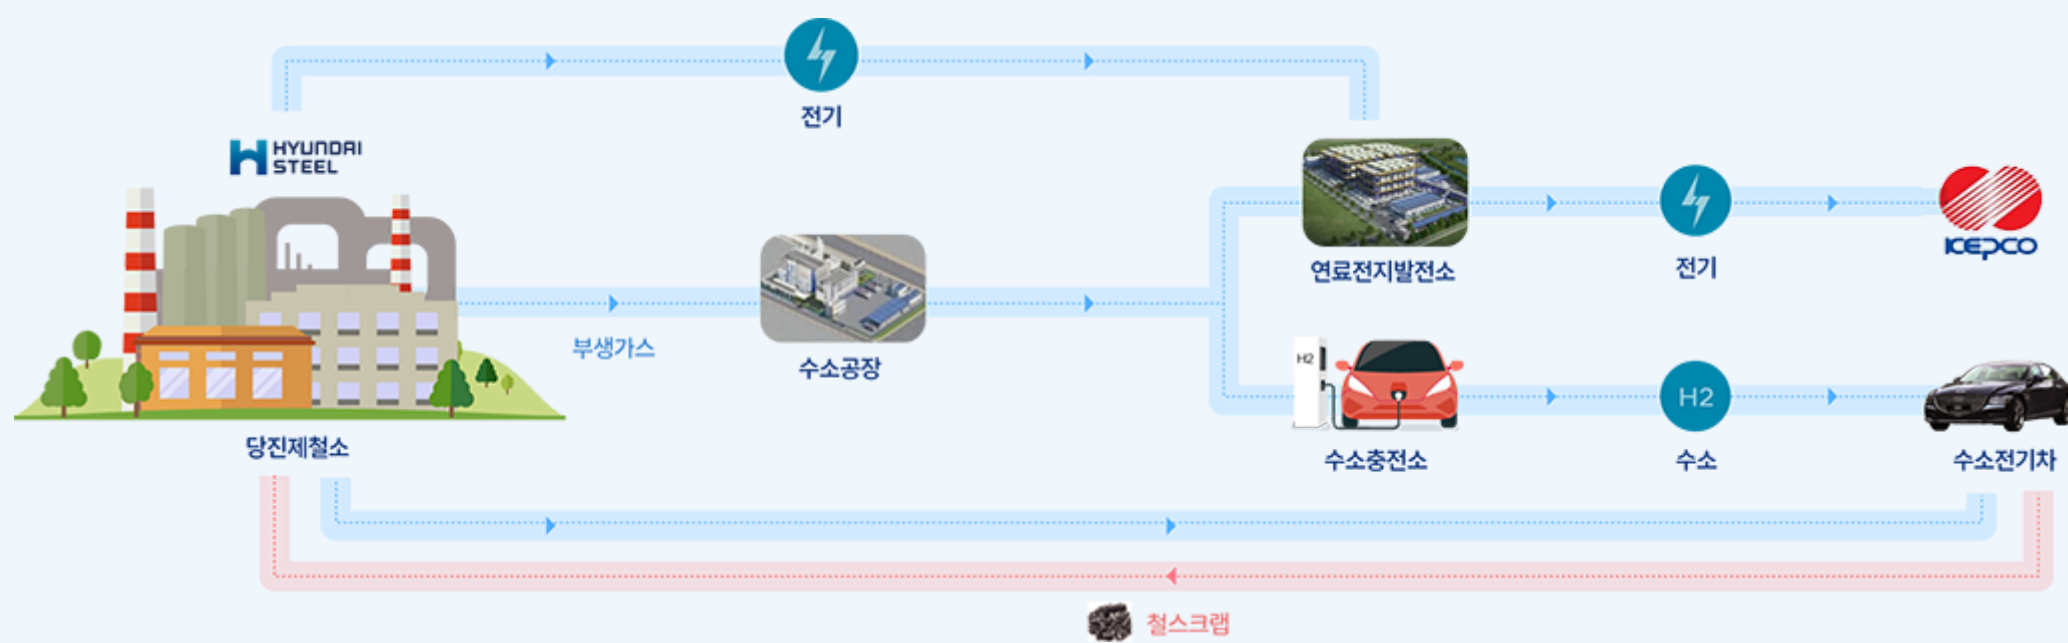 전기
HYUNDAI
STEEL
연료전지발전소
전기
KEPCO
부생가스
수소공장
H2
H2
당진제철소
수소충전소
수소
수소전기차
철스크랩